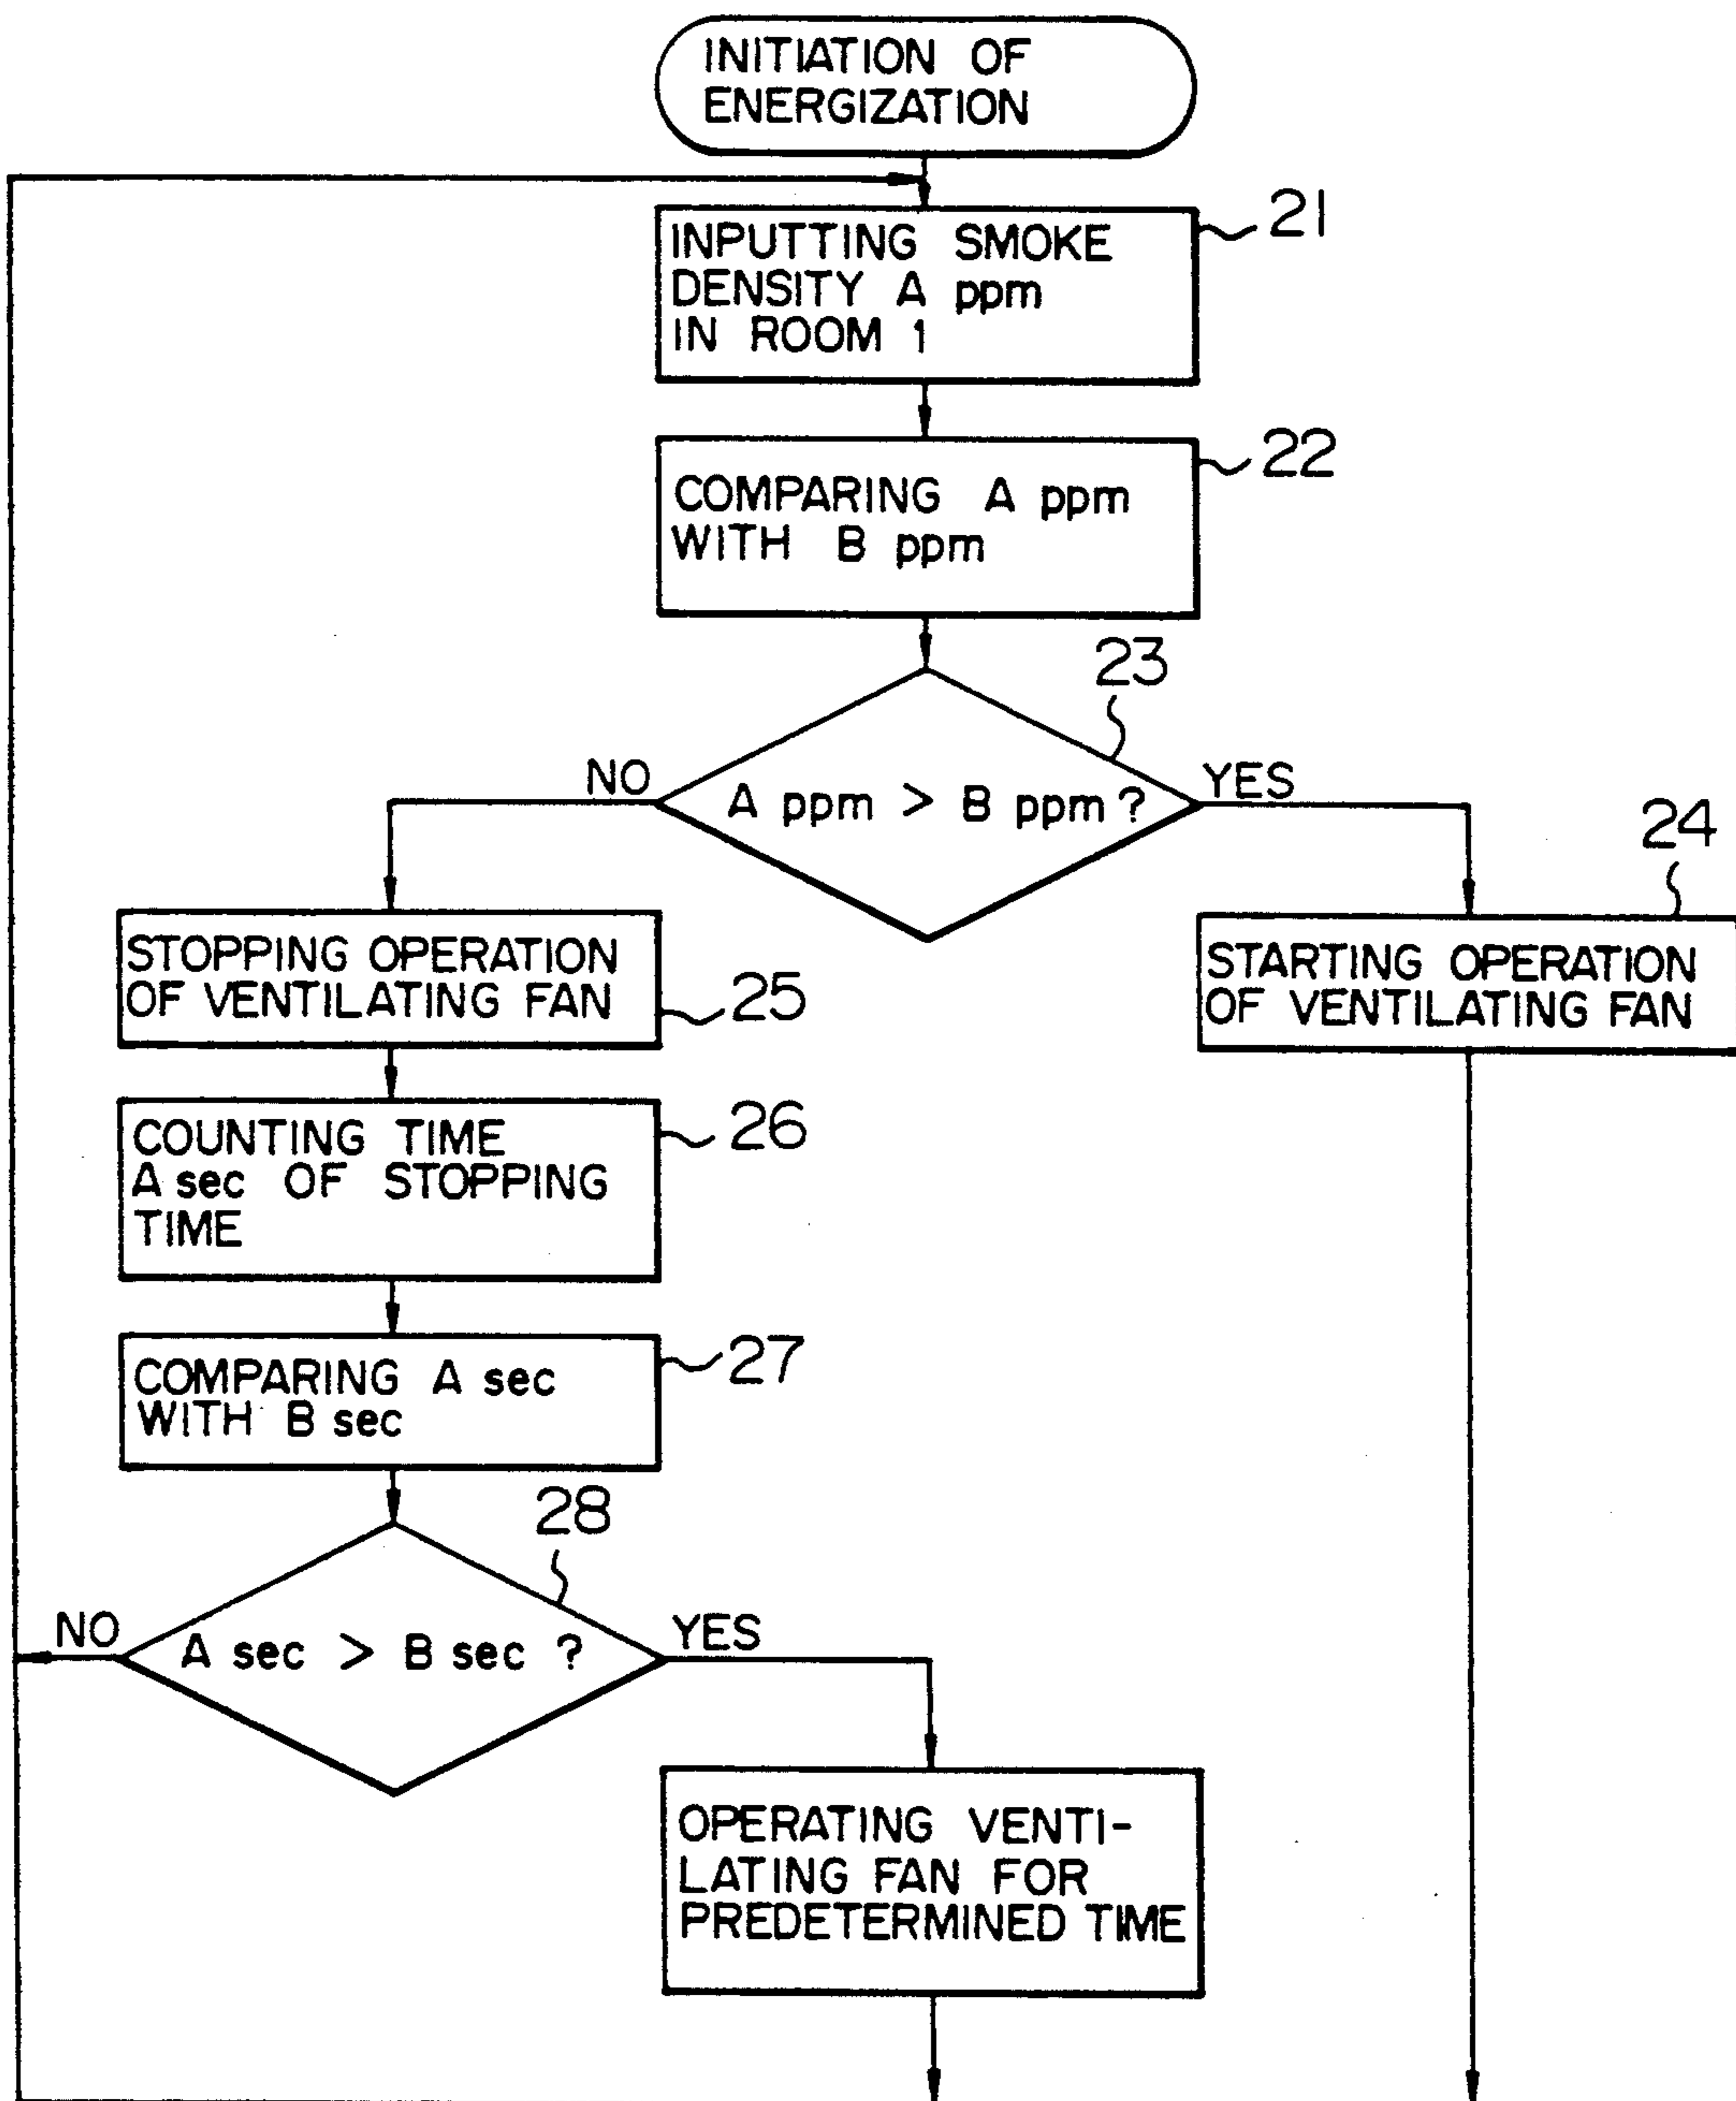 INITIATION OF
ENERGIZATION
21
INPUTTING SMOKE
DENSITY A ppm
IN ROOM 1
22
COMPARING A ppm
WITH B ppm
23
NO
A ppm > B ppm ?
YES
24
STOPPING OPERATION
OF VENTILATING FAN
25
STARTING OPERATION
OF VENTILATING FAN
COUNTING TIME
A sec OF STOPPING
TIME
26
COMPARING A sec
WITH B sec
27
28
NO
A sec > B sec ?
YES
OPERATING VENTI-
LATING FAN FOR
PREDETERMINED TIME